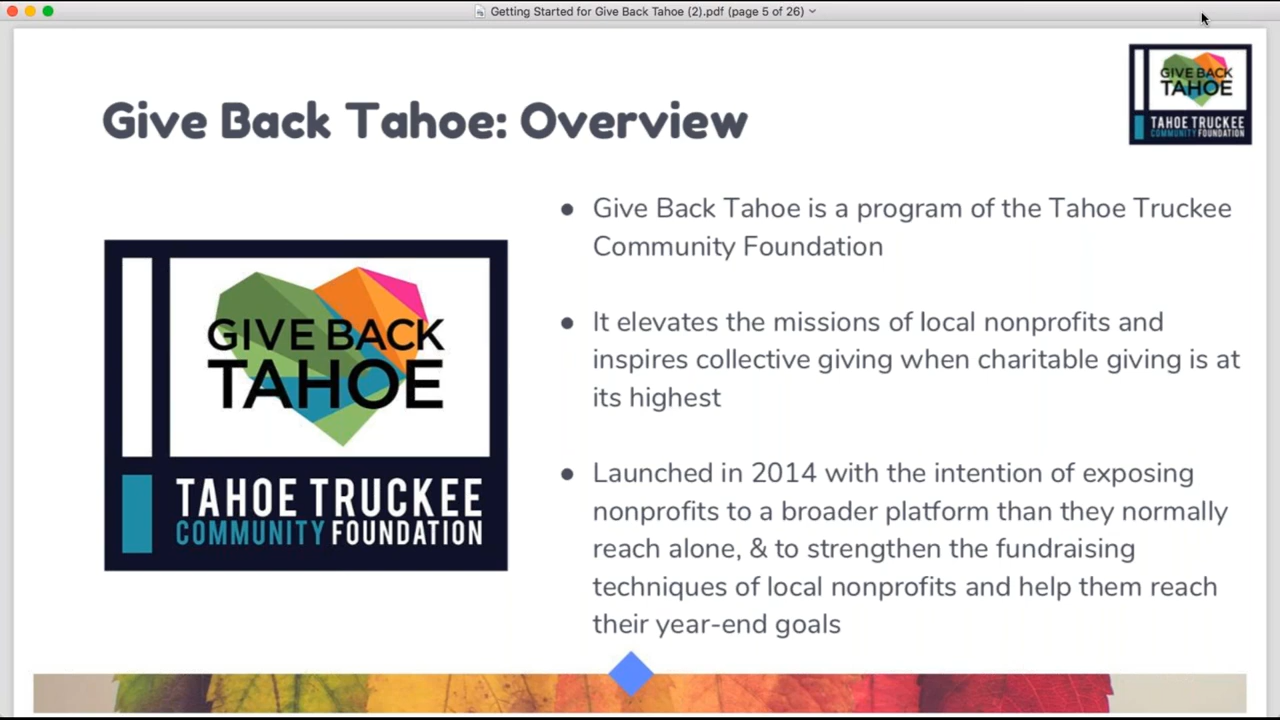 Getting Started for Give Back Tahoe (2).pdf (page 5 of 26)
GIVE BACK
TAHOE
TAHOE TRUCKEE
COMMUNITY FOUNDATION
Give Back Tahoe: Overview
GIVE BACK
TAHOE
TAHOE TRUCKEE
COMMUNITY FOUNDATION
● Give Back Tahoe is a program of the Tahoe Truckee
Community Foundation
● It elevates the missions of local nonprofits and
inspires collective giving when charitable giving is at
its highest
● Launched in 2014 with the intention of exposing
nonprofits to a broader platform than they normally
reach alone, & to strengthen the fundraising
techniques of local nonprofits and help them reach
their year-end goals